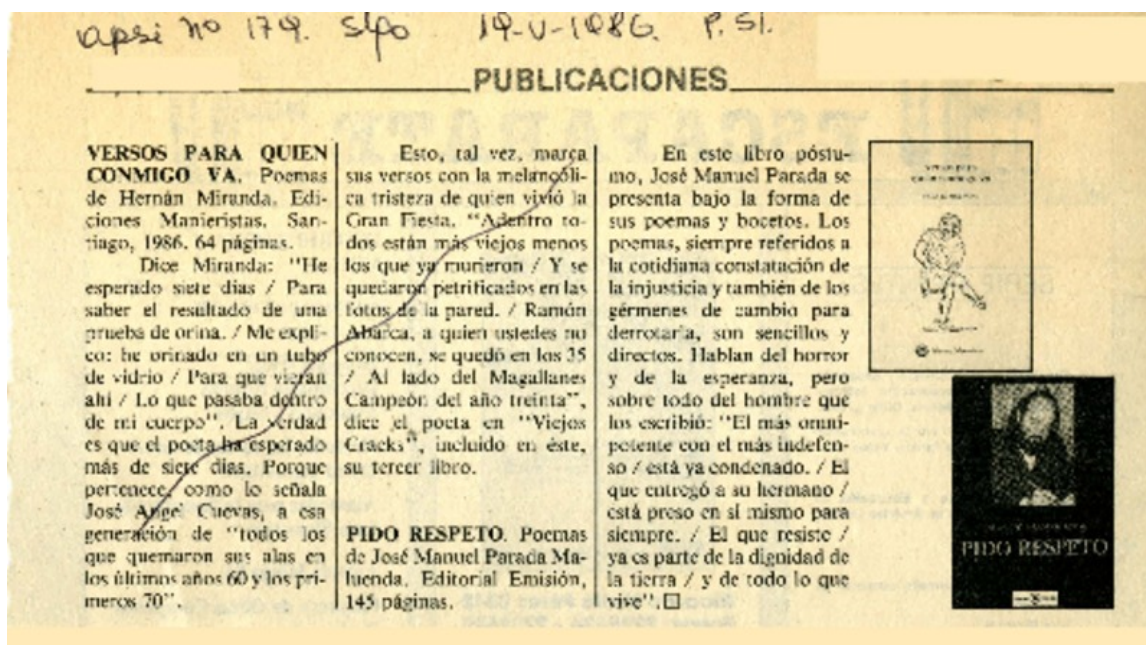 apsi no 179. Stgo 19-V-1986. P. 51.
PUBLICACIONES
VERSOS PARA QUIEN
CONMIGO VA. Poemas
de Hernán Miranda. Edi-
ciones Manieristas. San-
tiago, 1986. 64 páginas.
Dice Miranda: "He
esperado siete días / Para
saber el resultado de una
prueba de orina. / Me expli-
co: he orinado en un tubo
de vidrio / Para que vieran
ahí / Lo que pasaba dentro
de mi cuerpo". La verdad
es que el poeta ha esperado
más de siete días. Porque
pertenece, como lo señala
José Angel Cuevas, a esa
generación de "todos los
que quemaron sus alas en
los últimos años 60 y los pri-
meros 70".
Esto, tal vez, marca
sus versos con la melancóli-
ca tristeza de quien vivió la
Gran Fiesta. "Adentro to-
dos están más viejos menos
los que ya murieron / Y se
quedaron petrificados en las
fotos de la pared. / Ramón
Abarca, a quien ustedes no
conocen, se quedó en los 35
/ Al lado del Magallanes
Campeón del año treinta",
dice el poeta en "Viejos
Cracks", incluido en éste,
su tercer libro.
PIDO RESPETO. Poemas
de José Manuel Parada Ma-
luenda. Editorial Emisión,
145 páginas.
En este libro póstu-
mo, José Manuel Parada se
presenta bajo la forma de
sus poemas y bocetos. Los
poemas, siempre referidos a
la cotidiana constatación de
la injusticia y también de los
gérmenes de cambio para
derrotarla, son sencillos y
directos. Hablan del horror
y de la esperanza, pero
sobre todo del hombre que
los escribió: "El más omni-
potente con el más indefen-
so / está ya condenado. / El
que entregó a su hermano /
está preso en sí mismo para
siempre. / El que resiste /
ya es parte de la dignidad de
la tierra / y de todo lo que
vive".
PIDO RESPETO